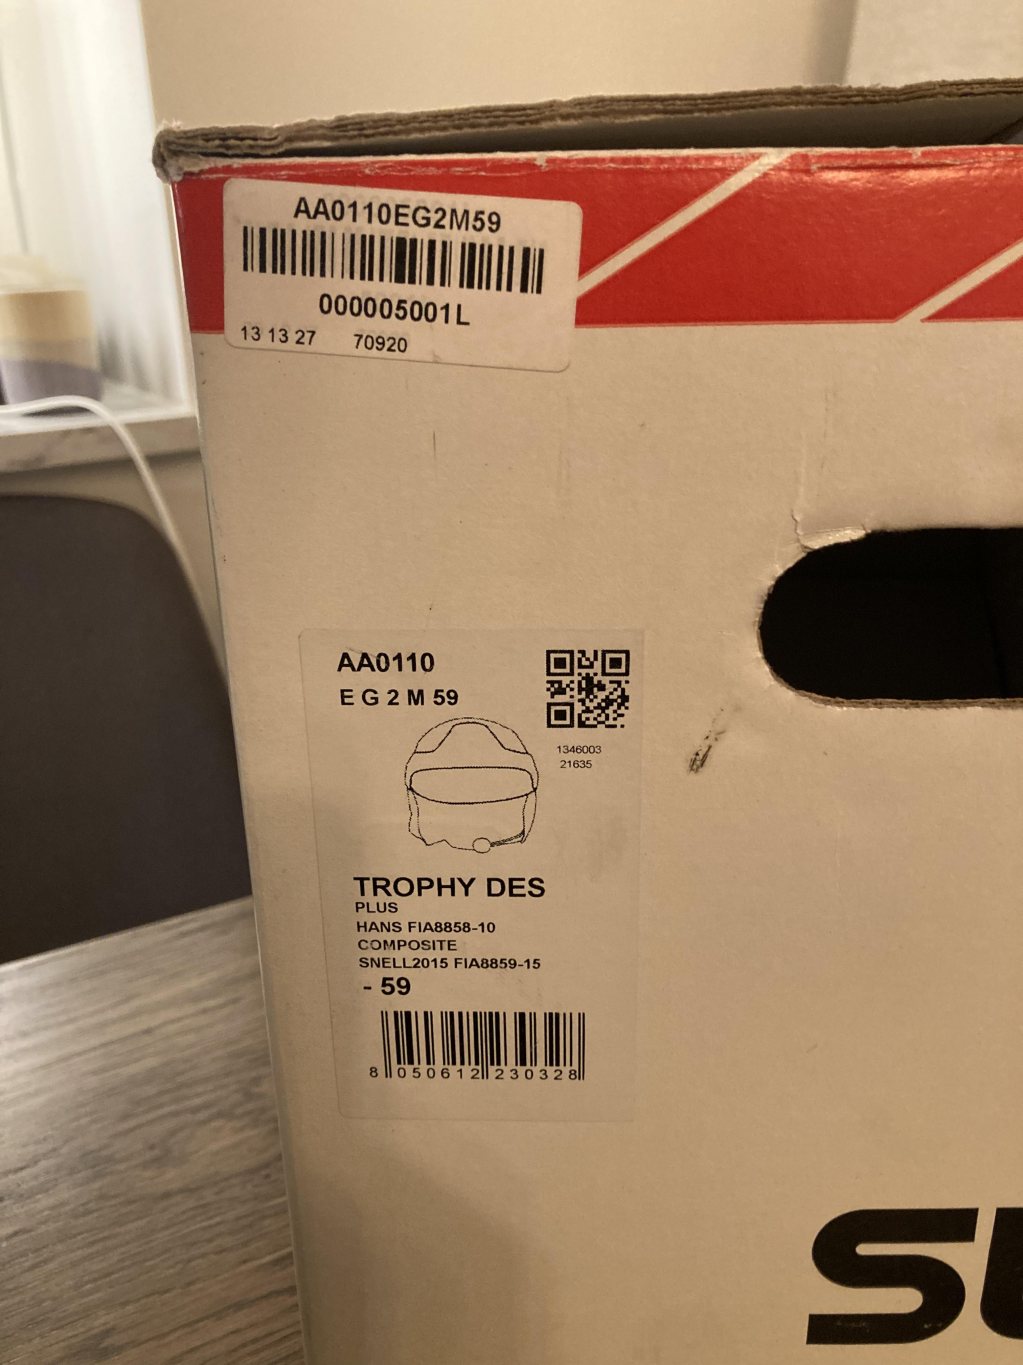 AA0110EG2M59
000005001L
13 13 27 70920
AA0110
E G 2 M 59
1346003
21635
TROPHY DES
PLUS
HANS FIA8858-10
COMPOSITE
SNELL2015 FIA8859-15
- 59
8 050612 230328